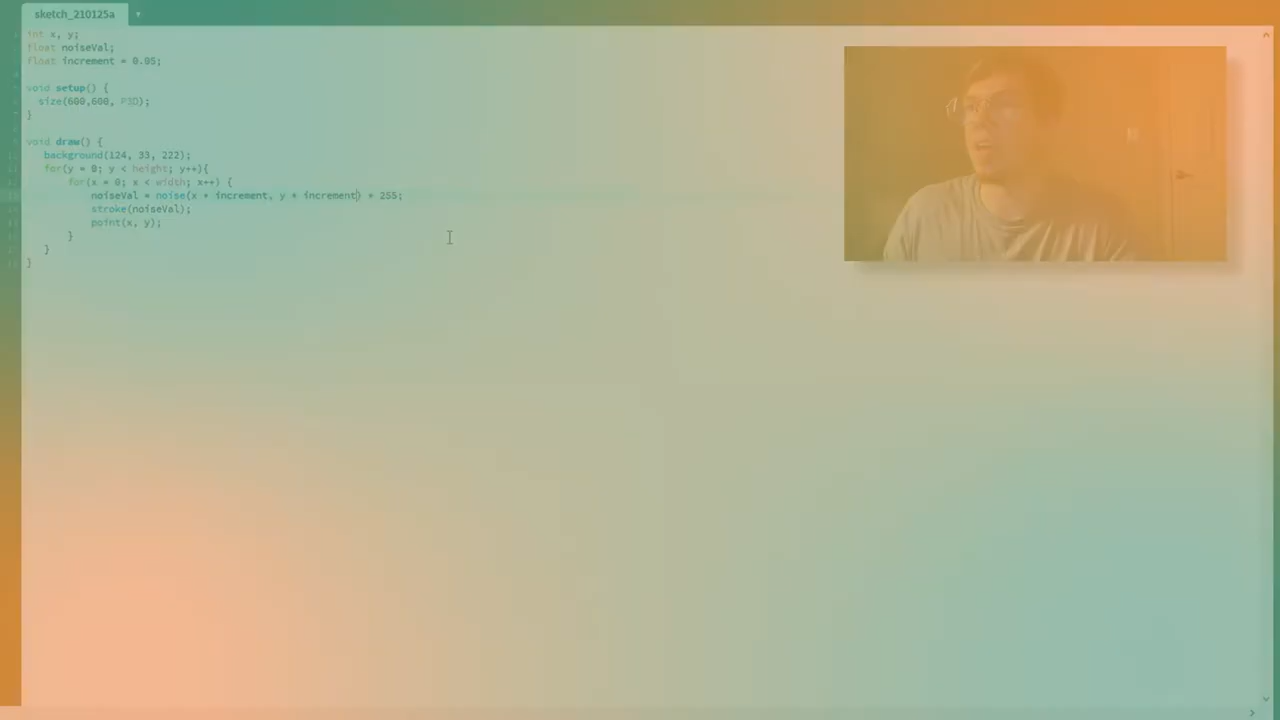 sketch_210125a
int x, y;
float noiseVal;
float increment = 0.05;
void setup() {
size(600,600, P3D);
}
void draw() {
background(124, 33, 222);
for(y = 0; y < height; y++){
for(x = 0; x < width; x++) {
noiseVal = noise(x * increment, y * increment) * 255;
stroke(noiseVal);
point(x, y);
}
}
}